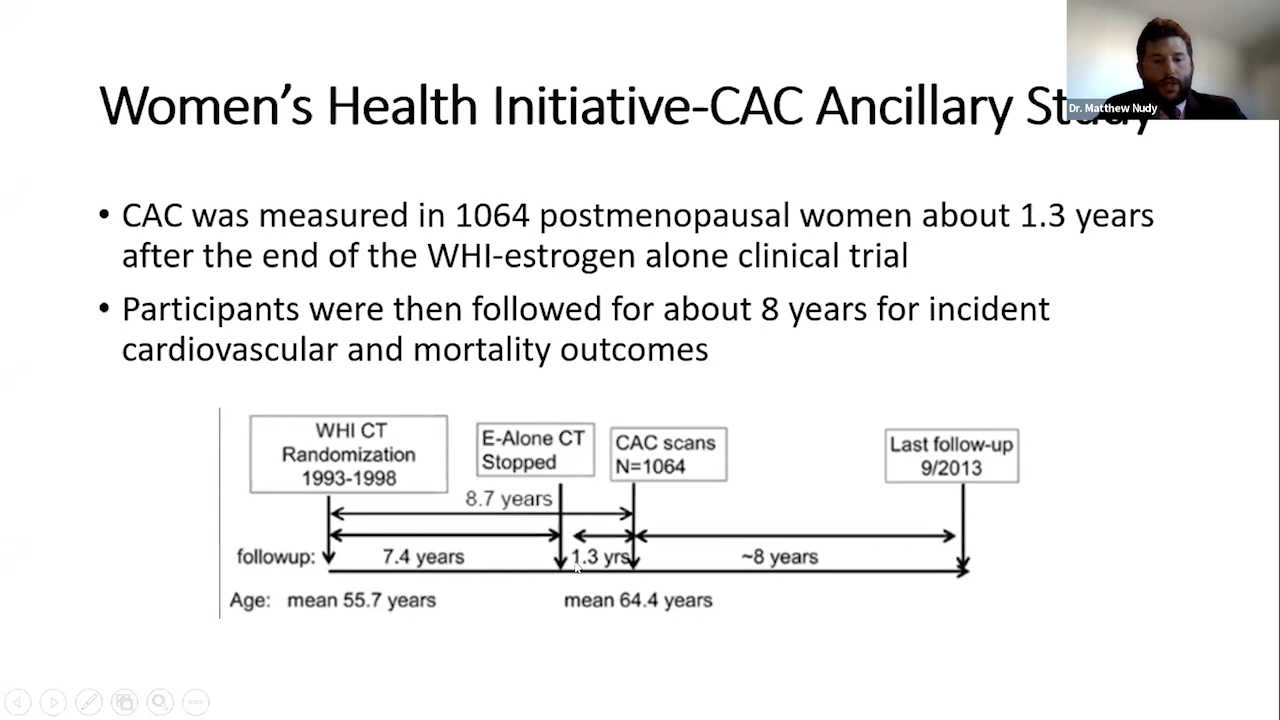 Women's Health Initiative-CAC Ancillary Study
Dr. Matthew Nudy
• CAC was measured in 1064 postmenopausal women about 1.3 years
after the end of the WHI-estrogen alone clinical trial
• Participants were then followed for about 8 years for incident
cardiovascular and mortality outcomes
WHI CT
Randomization
1993-1998
E-Alone CT
Stopped
CAC scans
N=1064
Last follow-up
9/2013
8.7 years
followup: 7.4 years 1.3 yrs ~8 years
Age: mean 55.7 years mean 64.4 years